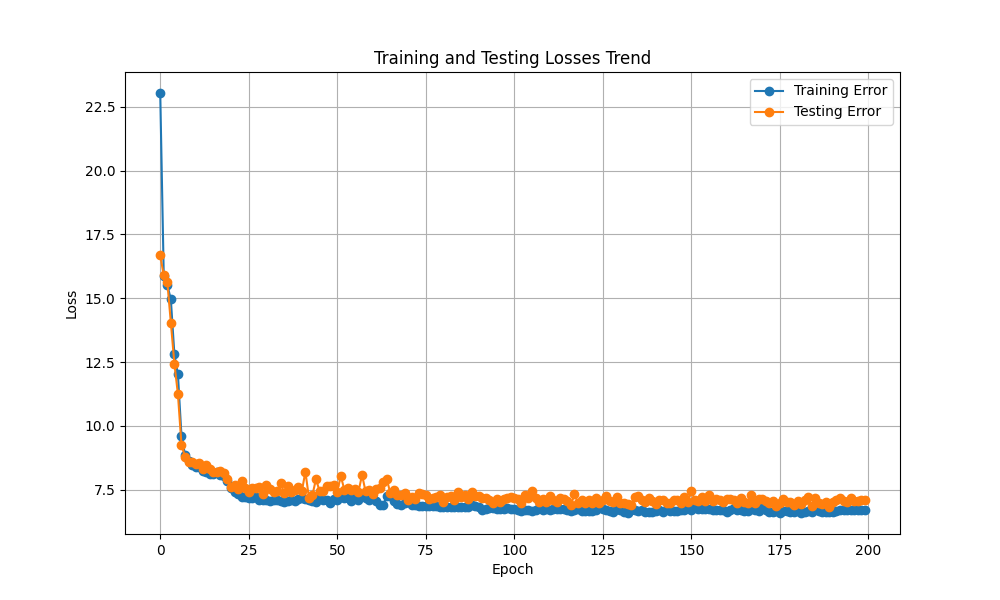 Training and Testing Losses Trend
Training Error
Testing Error
22.5
20.0
17.5
15.0
12.5
10.0
7.5
Loss
0 25 50 75 100 125 150 175 200
Epoch